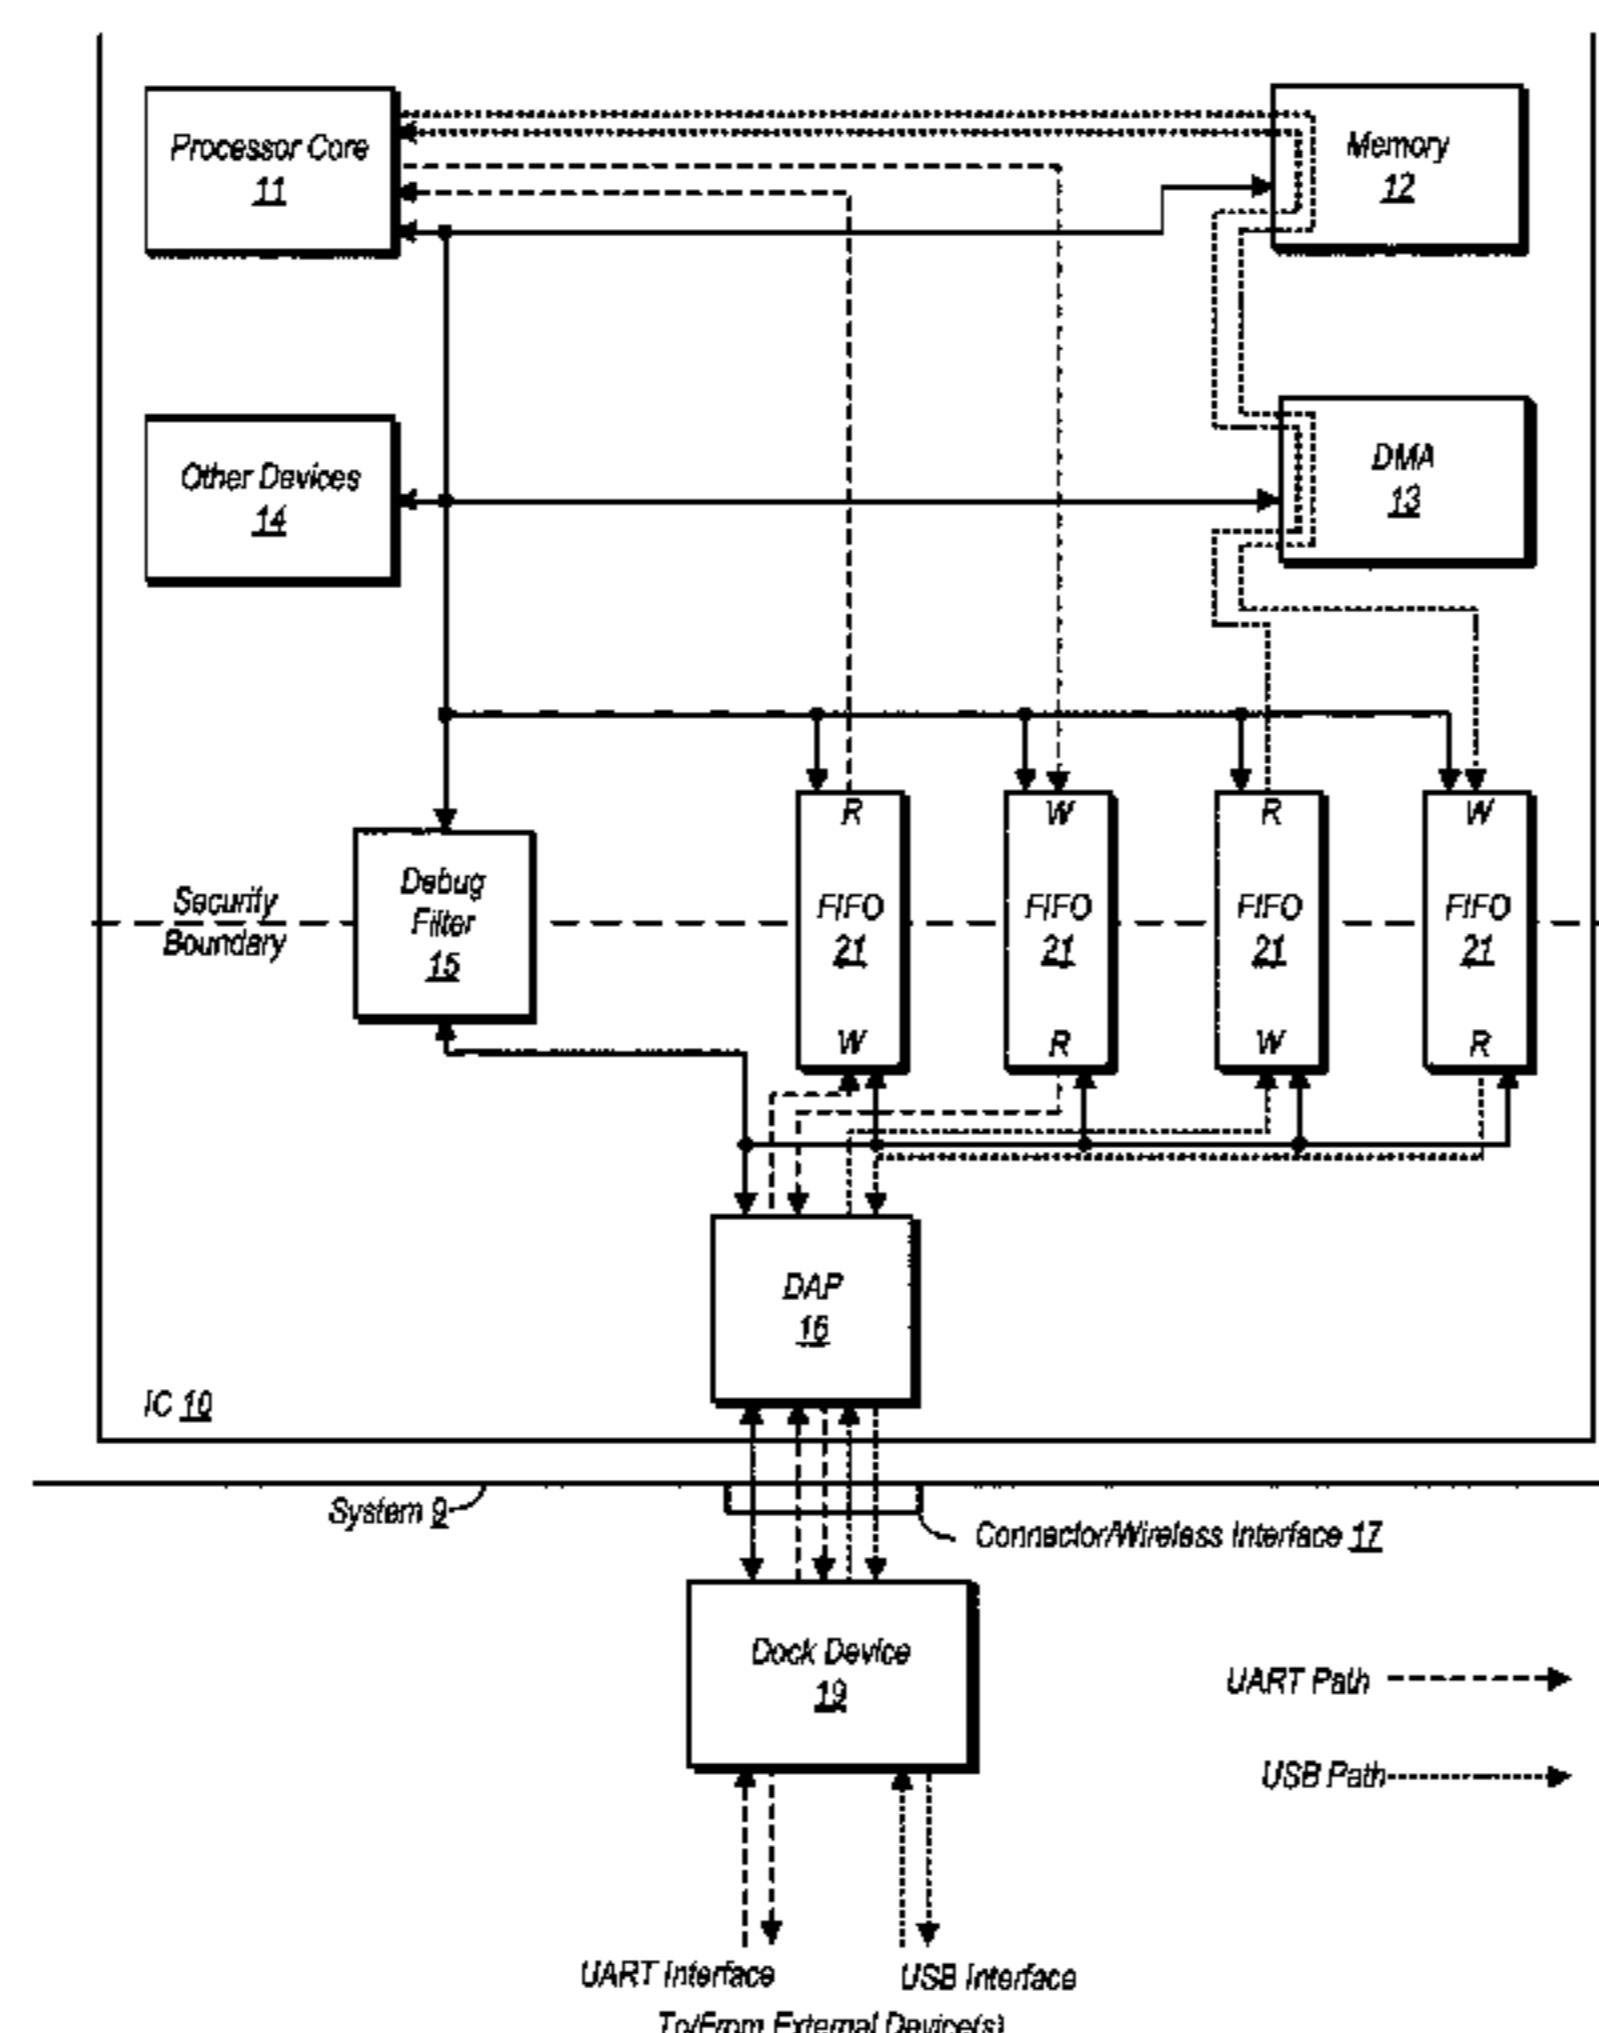 Processor Core
11
Memory
12
Other Devices
14
DMA
13
Security
Boundary
Debug
Filter
15
R
FIFO
21
W
W
FIFO
21
R
R
FIFO
21
W
W
FIFO
21
R
DAP
16
IC 10
System 9
Connector/Wireless Interface 17
Dock Device
19
UART Path
USB Path
UART Interface
USB Interface
To/From External Device(s)